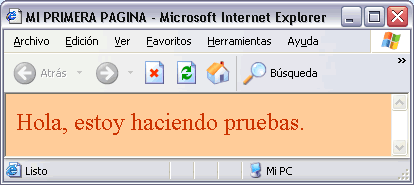 MI PRIMERA PAGINA - Microsoft Internet Explorer
Archivo Edición Ver Favoritos Herramientas Ayuda »
Atrás Búsqueda »
Hola, estoy haciendo pruebas.
Listo Mi PC